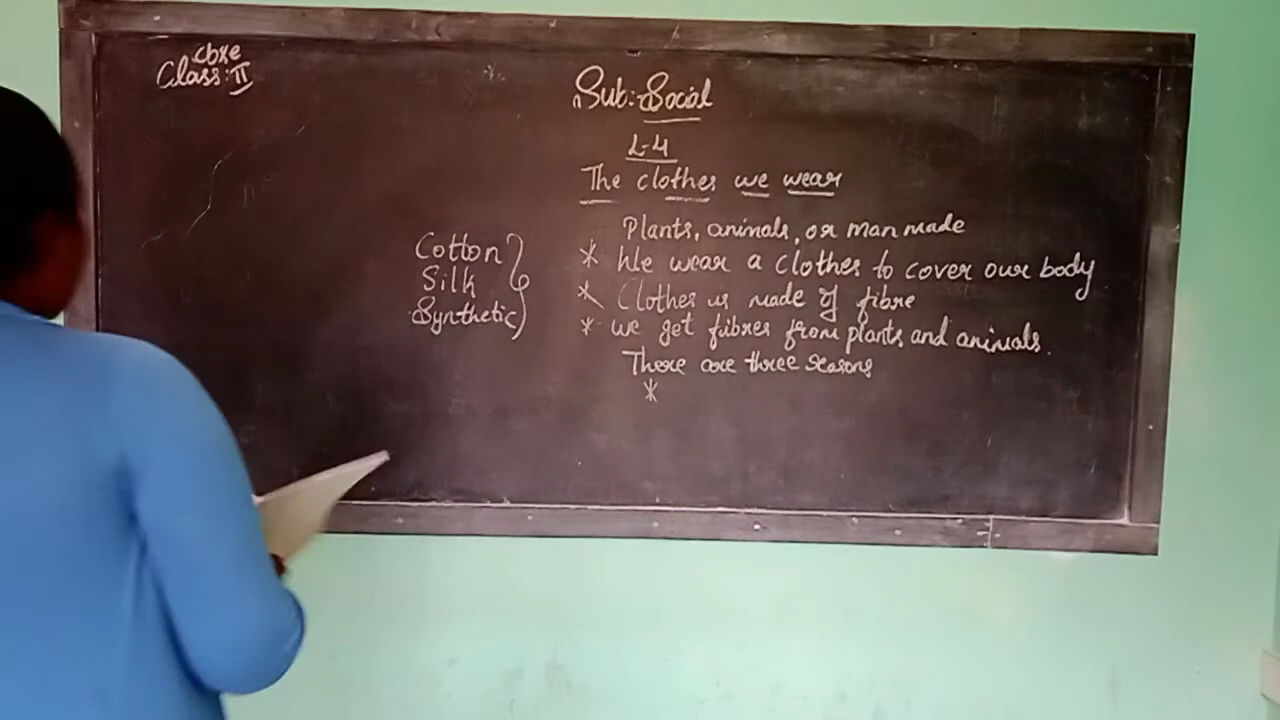 cbse
Class:II
Sub:-Social
L-4
The clothes we wear
Plants, animals, or man made
Cotton
Silk
Synthetic
* We wear a clothes to cover our body
* Clothes is made of fibre
* we get fibres from plants and animals.
There are three seasons
*